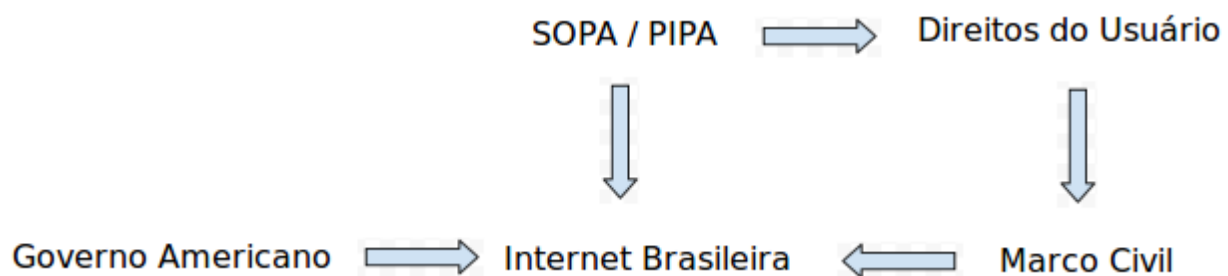 SOPA / PIPA
Direitos do Usuário
Governo Americano
Internet Brasileira
Marco Civil